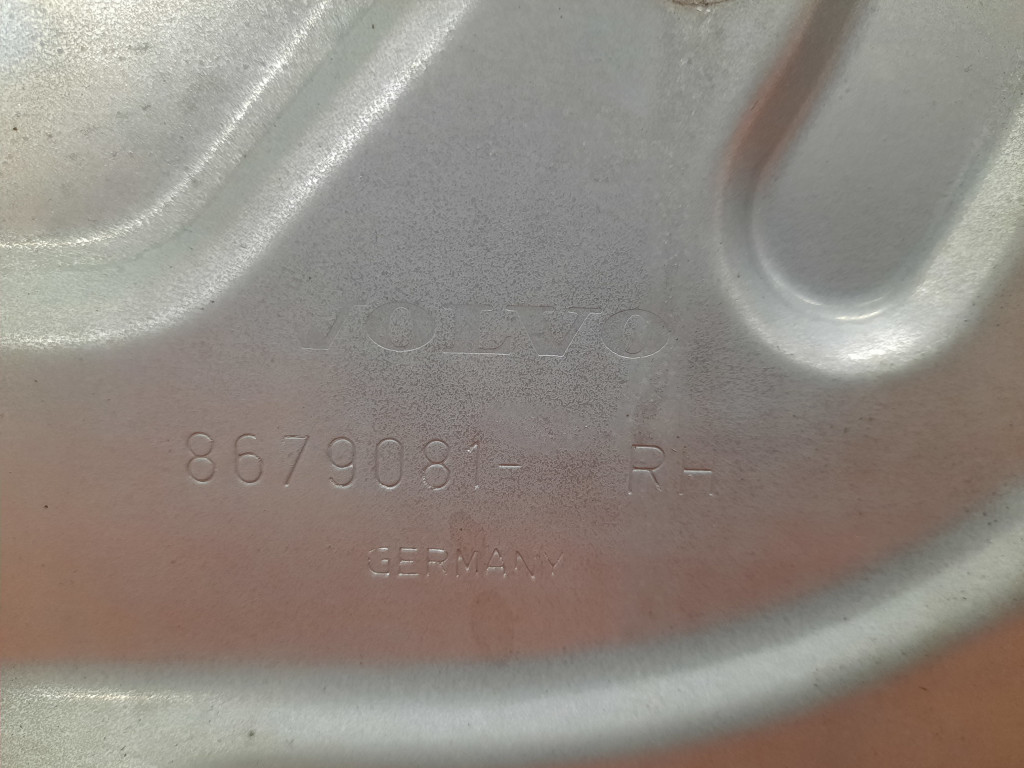 VOLVO
8679081- RH
GERMANY